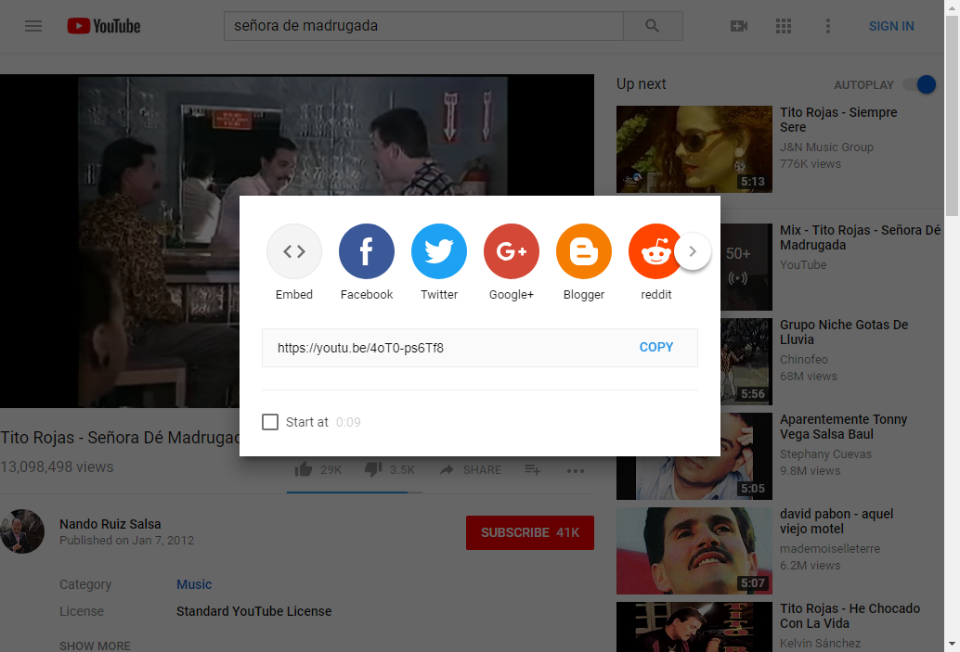 YouTube
señora de madrugada
SIGN IN
Up next
AUTOPLAY
Tito Rojas - Siempre
Sere
J&N Music Group
776K views
5:13
50+
Mix - Tito Rojas - Señora Dé
Madrugada
YouTube
Grupo Niche Gotas De
Lluvia
Chinofeo
68M views
5:56
Aparentemente Tonny
Vega Salsa Baul
Stephany Cuevas
9.8M views
5:05
david pabon - aquel
viejo motel
mademoiselleterre
6.2M views
5:07
Tito Rojas - He Chocado
Con La Vida
Kelvin Sánchez
Embed
Facebook
Twitter
G+
Google+
Blogger
reddit
https://youtu.be/4oT0-ps6Tf8
COPY
Start at 0:09
Tito Rojas - Señora Dé Madrugad
13,098,498 views
29K
3.5K
SHARE
Nando Ruiz Salsa
Published on Jan 7, 2012
SUBSCRIBE 41K
Category
Music
License
Standard YouTube License
SHOW MORE